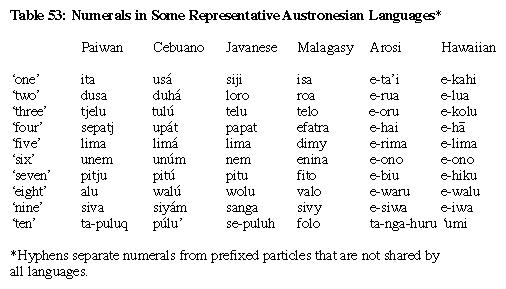 Table 53: Numerals in Some Representative Austronesian Languages*
Paiwan Cebuano Javanese Malagasy Arosi Hawaiian
‘one’ ita usá siji isa e-ta’i e-kahi
‘two’ dusa duhá loro roa e-rua e-lua
‘three’ tjelu tulú telu telo e-oru e-kolu
‘four’ sepatj upát papat efatra e-hai e-hā
‘five’ lima limá lima dimy e-rima e-lima
‘six’ unem unúm nem enina e-ono e-ono
‘seven’ pitju pitú pitu fito e-biu e-hiku
‘eight’ alu walú wolu valo e-waru e-walu
‘nine’ siva siyám sanga sivy e-siwa e-iwa
‘ten’ ta-puluq púlu’ se-puluh folo ta-nga-huru ‘umi
*Hyphens separate numerals from prefixed particles that are not shared by
all languages.